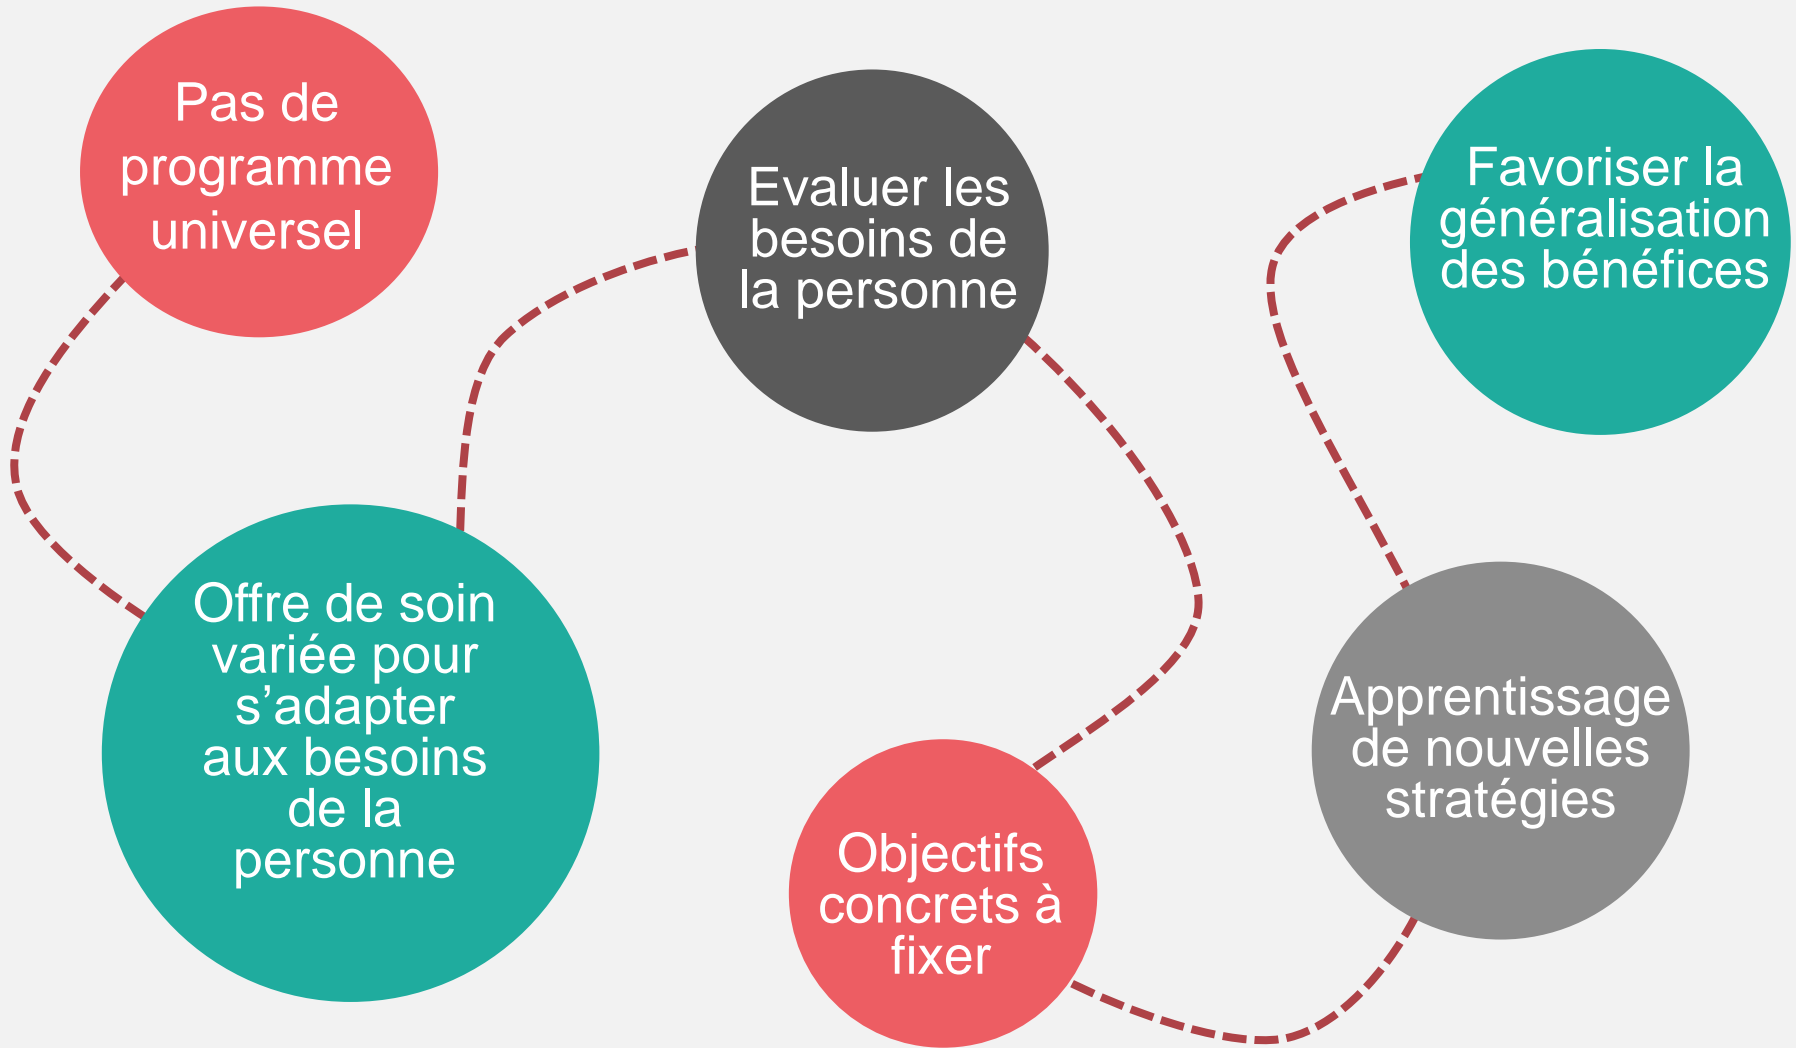 Pas de
programme
universel
Offre de soin
variée pour
s’adapter
aux besoins
de la
personne
Evaluer les
besoins de
la personne
Objectifs
concrets à
fixer
Apprentissage
de nouvelles
stratégies
Favoriser la
généralisation
des bénéfices